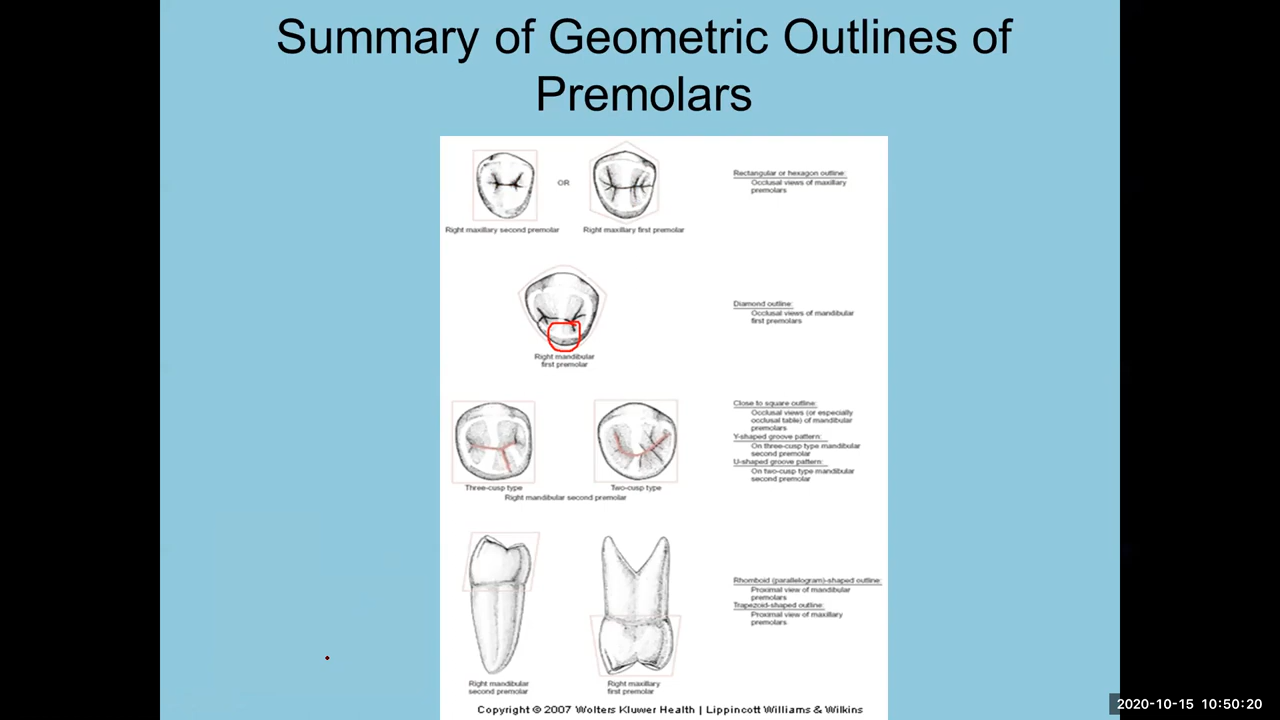 Summary of Geometric Outlines of
Premolars
OR
Right maxillary second premolar
Right maxillary first premolar
Rectangular or hexagon outline:
Occlusal views of maxillary
premolars
Right mandibular
first premolar
Diamond outline:
Occlusal views of mandibular
first premolars
Three-cusp type
Two-cusp type
Right mandibular second premolar
Close to square outline:
Occlusal views (or especially
occlusal table) of mandibular
premolars
Y-shaped groove pattern:
On three-cusp type mandibular
second premolar
U-shaped groove pattern:
On two-cusp type mandibular
second premolar
Right mandibular
second premolar
Right maxillary
first premolar
Rhomboid (parallelogram)-shaped outline:
Proximal view of mandibular
premolars
Trapezoid-shaped outline:
Proximal view of maxillary
premolars
Copyright © 2007 Wolters Kluwer Health | Lippincott Williams & Wilkins
2020-10-15 10:50:20